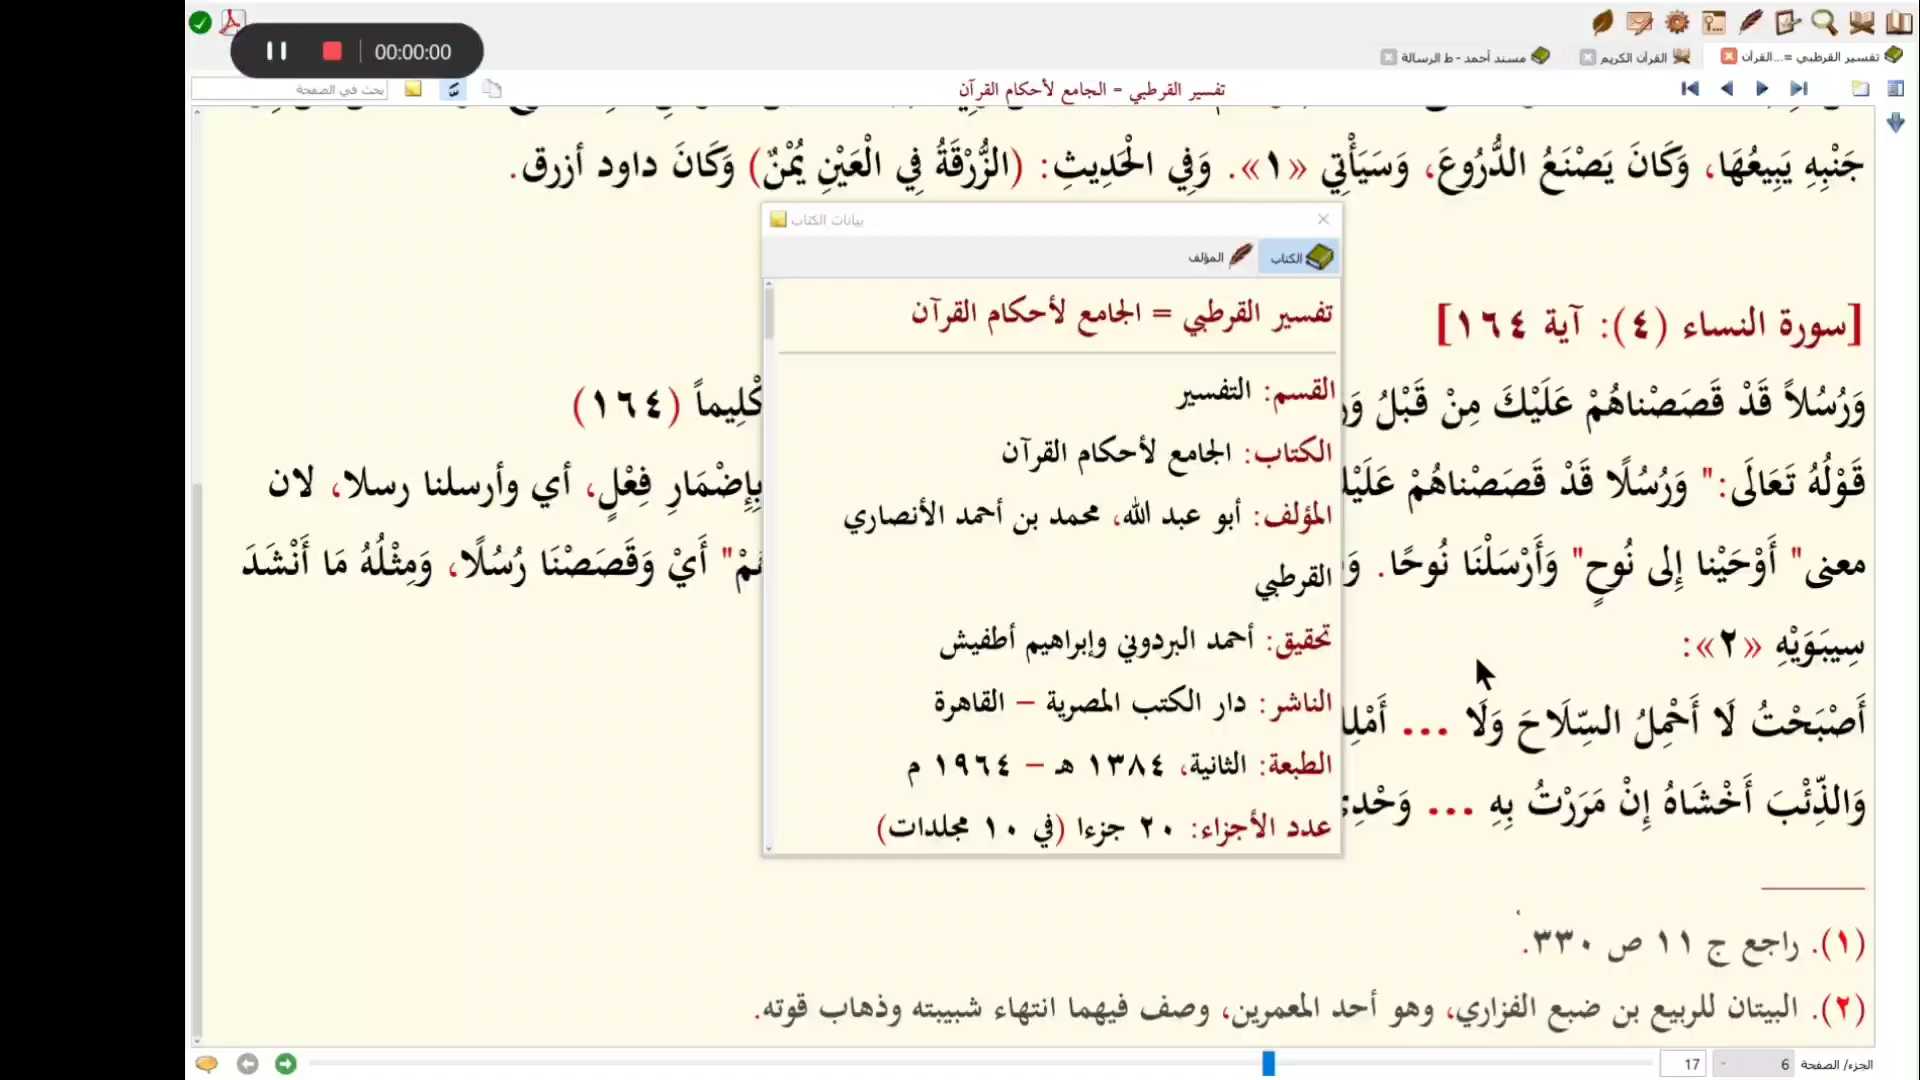 00:00:00
تفسير القرطبي =...القرآن
القرآن الكريم
مسند أحمد - ط الرسالة
تفسير القرطبي = الجامع لأحكام القرآن
بحث في الصفحة
جَنْبِهِ يَبِيعُهَا، وَكَانَ يَصْنَعُ الدُّرُوعَ، وَسَيَأْتِي «١». وَفِي الْحَدِيثِ: (الزُّرْقَةُ فِي الْعَيْنِ يُمْنٌ) وَكَانَ داود أزرق.
[سورة النساء (٤): آية ١٦٤]
وَرُسُلاً قَدْ قَصَصْناهُمْ عَلَيْكَ مِنْ قَبْلُ
(١٦٤)
قَوْلُهُ تَعَالَى:" وَرُسُلًا قَدْ قَصَصْناهُمْ
بِإِضْمَارِ فِعْلٍ، أي وأرسلنا رسلا، لان
معنى" أَوْحَيْنا إِلى نُوحٍ" وَأَرْسَلْنَا نُوحًا.
" أَيْ وَقَصَصْنَا رُسُلًا، وَمِثْلُهُ مَا أَنْشَدَ
سِيبَوَيْهِ «٢»:
أَصْبَحْتُ لَا أَحْمِلُ السِّلَاحَ وَلَا ...
وَالذِّئْبَ أَخْشَاهُ إِنْ مَرَرْتُ بِهِ ...
بيانات الكتاب
الكتاب
المؤلف
تفسير القرطبي = الجامع لأحكام القرآن
القسم: التفسير
الكتاب: الجامع لأحكام القرآن
المؤلف: أبو عبد الله، محمد بن أحمد الأنصاري
القرطبي
تحقيق: أحمد البردوني وإبراهيم أطفيش
الناشر: دار الكتب المصرية – القاهرة
الطبعة: الثانية، ١٣٨٤ هـ – ١٩٦٤ م
عدد الأجزاء: ٢٠ جزءا (في ١٠ مجلدات)
(١). راجع ج ١١ ص ٣٣٠.
(٢). البيتان للربيع بن ضبع الفزاري، وهو أحد المعمرين، وصف فيهما انتهاء شبيبته وذهاب قوته.
الجزء/ الصفحة 6 17